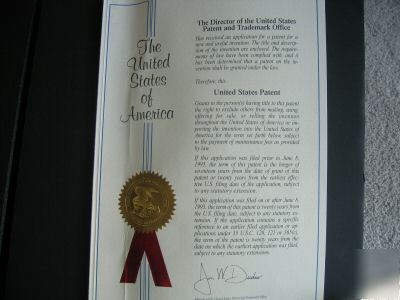 The
United
States
of
America
The Director of the United States
Patent and Trademark Office
Has received an application for a patent for a
new and useful invention. The title and descrip-
tion of the invention are enclosed. The require-
ments of law have been complied with, and it
has been determined that a patent on the in-
vention shall be granted under the law.
Therefore, this
United States Patent
Grants to the person(s) having title to this patent
the right to exclude others from making, using,
offering for sale, or selling the invention
throughout the United States of America or im-
porting the invention into the United States of
America for the term set forth below, subject
to the payment of maintenance fees as provided
by law.
If this application was filed prior to June 8,
1995, the term of this patent is the longer of
seventeen years from the date of grant of this
patent or twenty years from the earliest effec-
tive U.S. filing date of the application, subject
to any statutory extension.
If this application was filed on or after June 8,
1995, the term of this patent is twenty years from
the U.S. filing date, subject to any statutory ex-
tension. If the application contains a specific
reference to an earlier filed application or ap-
plications under 35 U.S.C. 120, 121 or 365(c),
the term of the patent is twenty years from the
date on which the earliest application was filed,
subject to any statutory extensions.
Jon W. Dudas